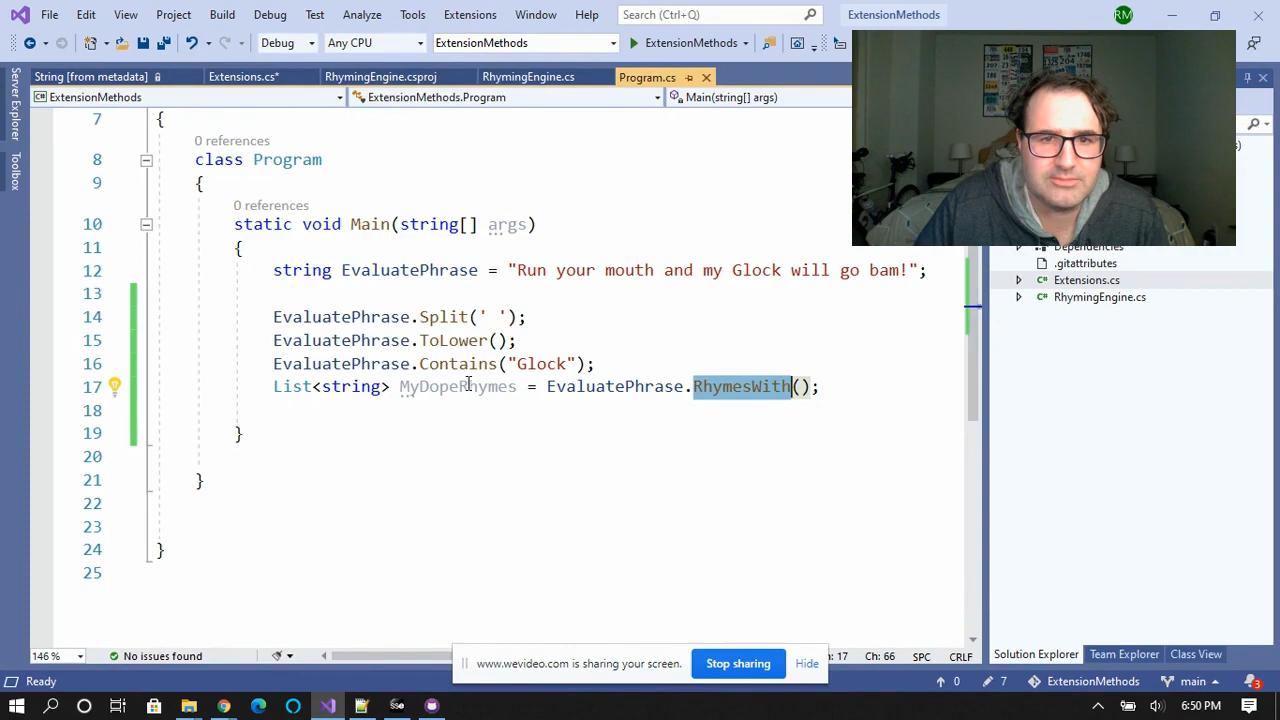 File Edit View Project Build Debug Test Analyze Tools Extensions Window Help Search (Ctrl+Q) ExtensionMethods RM
Debug Any CPU ExtensionMethods ExtensionMethods
String [from metadata] Extensions.cs* RhymingEngine.csproj RhymingEngine.cs Program.cs
ExtensionMethods ExtensionMethods.Program Main(string[] args)
Server Explorer
Toolbox
7 {
0 references
8 class Program
9 {
0 references
10 static void Main(string[] args)
11 {
12 string EvaluatePhrase = "Run your mouth and my Glock will go bam!";
13
14 EvaluatePhrase.Split(' ');
15 EvaluatePhrase.ToLower();
16 EvaluatePhrase.Contains("Glock");
17 List<string> MyDopeRhymes = EvaluatePhrase.RhymesWith();
18
19 }
20
21 }
22
23
24 }
25
Dependencies
.gitattributes
Extensions.cs
RhymingEngine.cs
146 % No issues found
: 17 Ch: 66 SPC CRLF
www.wevideo.com is sharing your screen. Stop sharing Hide
Solution Explorer Team Explorer Class View
Ready 0 7 ExtensionMethods main 3
6:50 PM